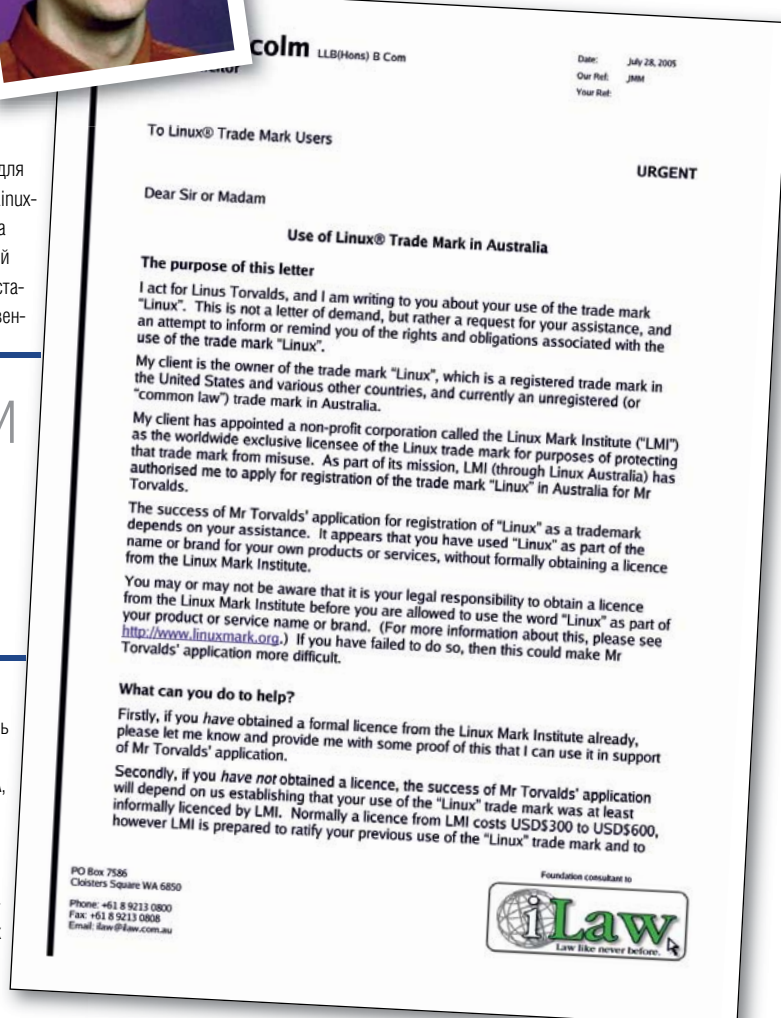 colm LLB(Hons) B Com
Date: July 28, 2005
Our Ref: JMM
Your Ref:
To Linux® Trade Mark Users
URGENT
Dear Sir or Madam
Use of Linux® Trade Mark in Australia
The purpose of this letter
I act for Linus Torvalds, and I am writing to you about your use of the trade mark
"Linux". This is not a letter of demand, but rather a request for your assistance, and
an attempt to inform or remind you of the rights and obligations associated with the
use of the trade mark "Linux".
My client is the owner of the trade mark "Linux", which is a registered trade mark in
the United States and various other countries, and currently an unregistered (or
"common law") trade mark in Australia.
My client has appointed a non-profit corporation called the Linux Mark Institute ("LMI")
as the worldwide exclusive licensee of the Linux trade mark for purposes of protecting
that trade mark from misuse. As part of its mission, LMI (through Linux Australia) has
authorised me to apply for registration of the trade mark "Linux" in Australia for Mr
Torvalds.
The success of Mr Torvalds' application for registration of "Linux" as a trademark
depends on your assistance. It appears that you have used "Linux" as part of the
name or brand for your own products or services, without formally obtaining a licence
from the Linux Mark Institute.
You may or may not be aware that it is your legal responsibility to obtain a licence
from the Linux Mark Institute before you are allowed to use the word "Linux" as part of
your product or service name or brand. (For more information about this, please see
http://www.linuxmark.org.) If you have failed to do so, then this could make Mr
Torvalds' application more difficult.
What can you do to help?
Firstly, if you have obtained a formal licence from the Linux Mark Institute already,
please let me know and provide me with some proof of this that I can use it in support
of Mr Torvalds' application.
Secondly, if you have not obtained a licence, the success of Mr Torvalds' application
will depend on us establishing that your use of the "Linux" trade mark was at least
informally licenced by LMI. Normally a licence from LMI costs USD$300 to USD$600,
however LMI is prepared to ratify your previous use of the "Linux" trade mark and to
PO Box 7586
Cloisters Square WA 6850
Phone: +61 8 9213 0800
Fax: +61 8 9213 0808
Email: ilaw@ilaw.com.au
Foundation consultant to
iLaw
Law like never before.
для
inux-
а
й
ста-
вен-
И
ь
А,
х